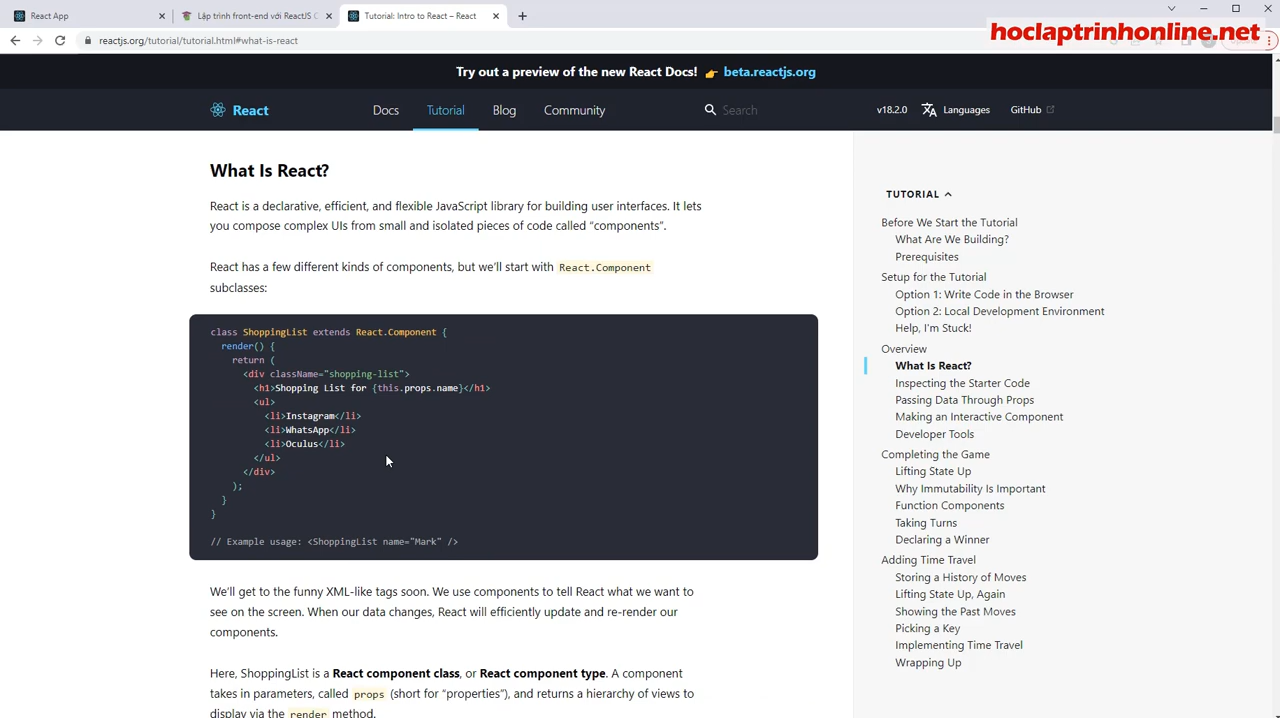 React App
Lập trình front-end với ReactJS C
Tutorial: Intro to React – React
hoclaptrinhonline.net
reactjs.org/tutorial/tutorial.html#what-is-react
Try out a preview of the new React Docs! 👉 beta.reactjs.org
React
Docs
Tutorial
Blog
Community
Search
v18.2.0
Languages
GitHub
What Is React?
React is a declarative, efficient, and flexible JavaScript library for building user interfaces. It lets
you compose complex UIs from small and isolated pieces of code called “components”.
React has a few different kinds of components, but we’ll start with React.Component
subclasses:
class ShoppingList extends React.Component {
render() {
return (
<div className="shopping-list">
<h1>Shopping List for {this.props.name}</h1>
<ul>
<li>Instagram</li>
<li>WhatsApp</li>
<li>Oculus</li>
</ul>
</div>
);
}
}
// Example usage: <ShoppingList name="Mark" />
We’ll get to the funny XML-like tags soon. We use components to tell React what we want to
see on the screen. When our data changes, React will efficiently update and re-render our
components.
Here, ShoppingList is a React component class, or React component type. A component
takes in parameters, called props (short for “properties”), and returns a hierarchy of views to
display via the render method.
TUTORIAL
Before We Start the Tutorial
What Are We Building?
Prerequisites
Setup for the Tutorial
Option 1: Write Code in the Browser
Option 2: Local Development Environment
Help, I'm Stuck!
Overview
What Is React?
Inspecting the Starter Code
Passing Data Through Props
Making an Interactive Component
Developer Tools
Completing the Game
Lifting State Up
Why Immutability Is Important
Function Components
Taking Turns
Declaring a Winner
Adding Time Travel
Storing a History of Moves
Lifting State Up, Again
Showing the Past Moves
Picking a Key
Implementing Time Travel
Wrapping Up